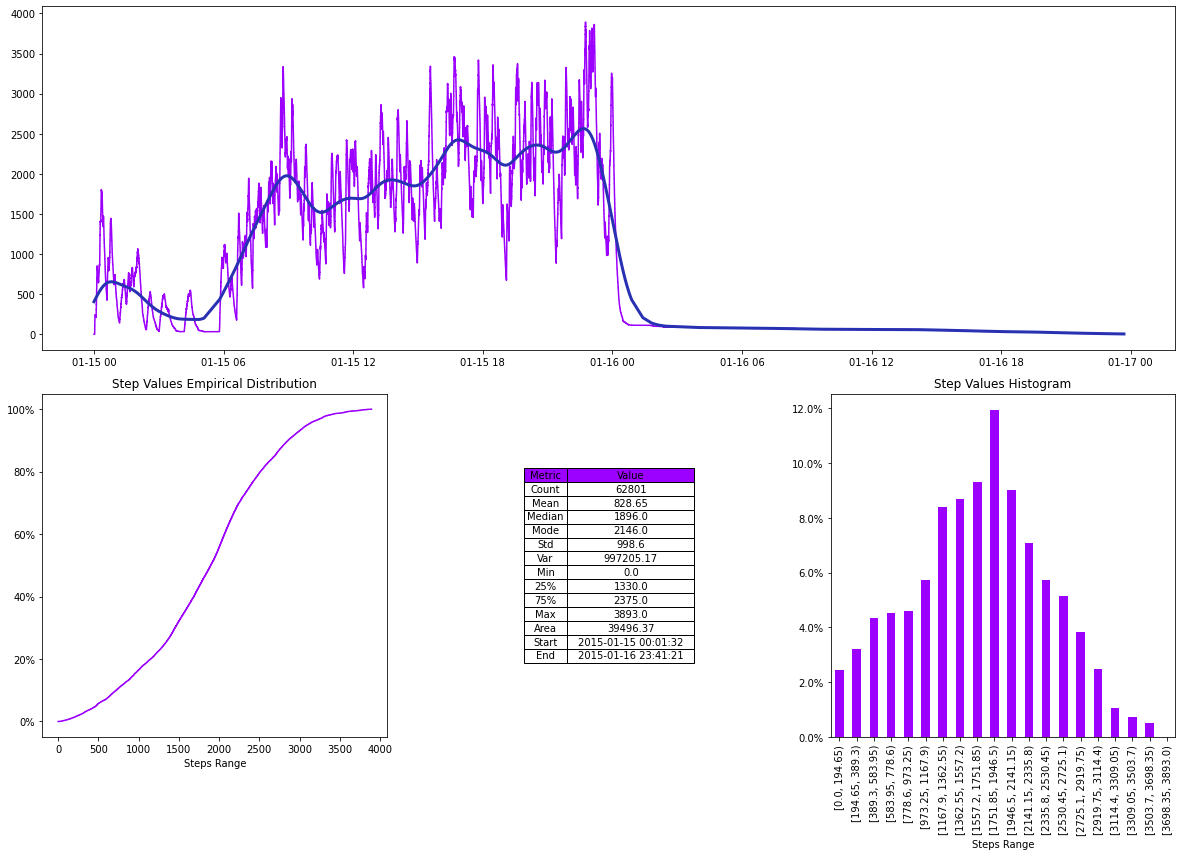 4000
3500
3000
2500
2000
1500
1000
500
0
01-15 00 01-15 06 01-15 12 01-15 18 01-16 00 01-16 06 01-16 12 01-16 18 01-17 00
Step Values Empirical Distribution
100%
80%
60%
40%
20%
0%
0 500 1000 1500 2000 2500 3000 3500 4000
Steps Range
Metric Value
Count 62801
Mean 828.65
Median 1896.0
Mode 2146.0
Std 998.6
Var 997205.17
Min 0.0
25% 1330.0
75% 2375.0
Max 3893.0
Area 39496.37
Start 2015-01-15 00:01:32
End 2015-01-16 23:41:21
Step Values Histogram
12.0%
10.0%
8.0%
6.0%
4.0%
2.0%
0.0%
[0.0, 194.65)
[194.65, 389.3)
[389.3, 583.95)
[583.95, 778.6)
[778.6, 973.25)
[973.25, 1167.9)
[1167.9, 1362.55)
[1362.55, 1557.2)
[1557.2, 1751.85)
[1751.85, 1946.5)
[1946.5, 2141.15)
[2141.15, 2335.8)
[2335.8, 2530.45)
[2530.45, 2725.1)
[2725.1, 2919.75)
[2919.75, 3114.4)
[3114.4, 3309.05)
[3309.05, 3503.7)
[3503.7, 3698.35)
[3698.35, 3893.0)
Steps Range